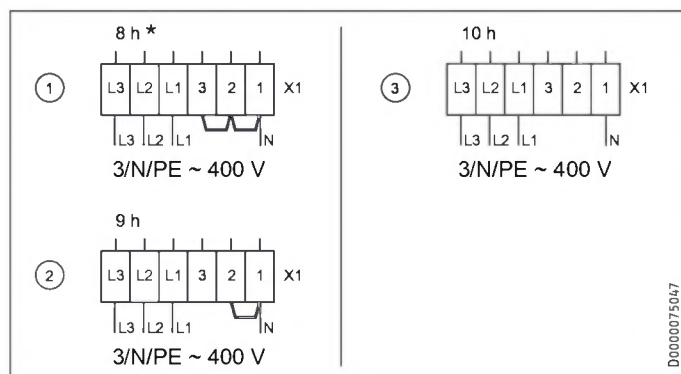 8 h *
1
L3 L2 L1 3 2 1 X1
L3 L2 L1 N
3/N/PE ~ 400 V
9 h
2
L3 L2 L1 3 2 1 X1
L3 L2 L1 N
3/N/PE ~ 400 V
10 h
3
L3 L2 L1 3 2 1 X1
L3 L2 L1 N
3/N/PE ~ 400 V
D0000075047